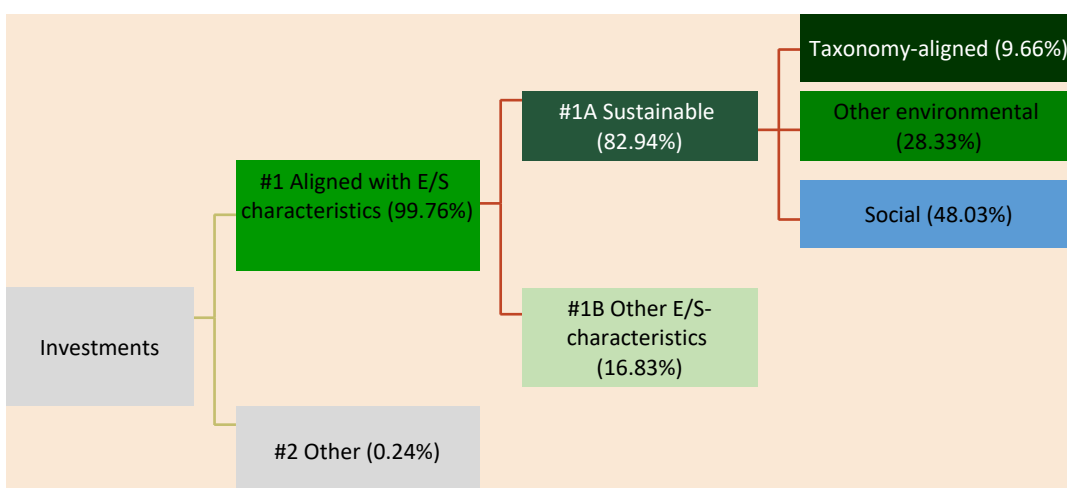 Taxonomy-aligned (9.66%)
#1A Sustainable
(82.94%)
Other environmental
(28.33%)
#1 Aligned with E/S
characteristics (99.76%)
Social (48.03%)
#1B Other E/S-
characteristics
(16.83%)
Investments
#2 Other (0.24%)